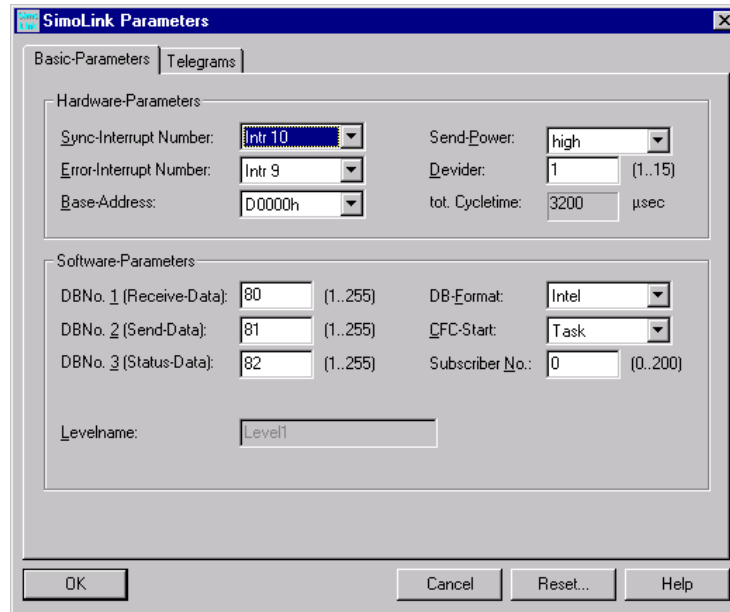 SimoLink Parameters
Basic-Parameters Telegrams
Hardware-Parameters
Sync-Interrupt Number: Intr 10 Send-Power: high
Error-Interrupt Number: Intr 9 Devider: 1 (1..15)
Base-Address: D0000h tot. Cycletime: 3200 µsec
Software-Parameters
DBNo. 1 (Receive-Data): 80 (1..255) DB-Format: Intel
DBNo. 2 (Send-Data): 81 (1..255) CFC-Start: Task
DBNo. 3 (Status-Data): 82 (1..255) Subscriber No.: 0 (0..200)
Levelname: Level1
OK Cancel Reset... Help